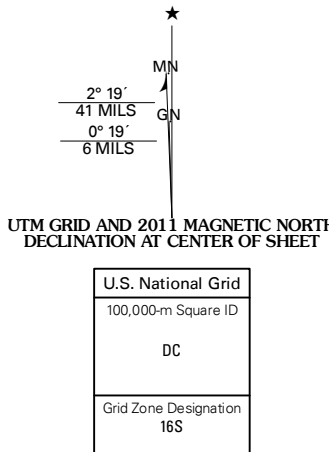 ★
MN
2° 19´
41 MILS
GN
0° 19´
6 MILS
UTM GRID AND 2011 MAGNETIC NORTH
DECLINATION AT CENTER OF SHEET
U.S. National Grid
100,000-m Square ID
DC
Grid Zone Designation
16S